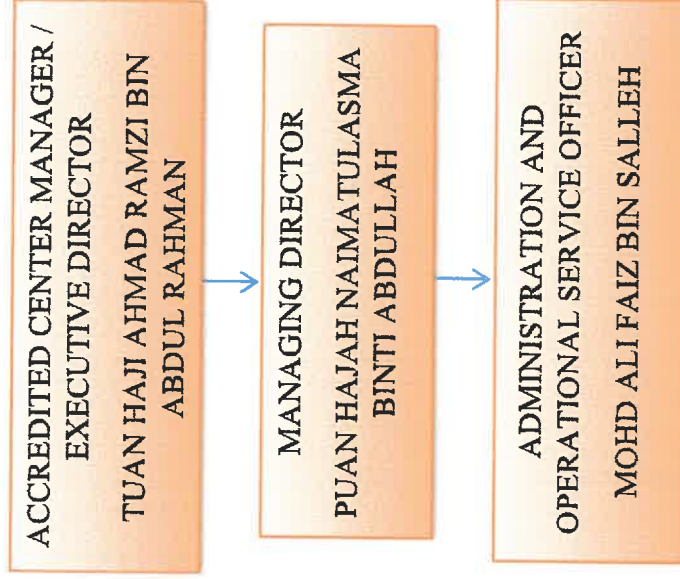 ACCREDITED CENTER MANAGER /
EXECUTIVE DIRECTOR
TUAN HAJI AHMAD RAMZI BIN
ABDUL RAHMAN
MANAGING DIRECTOR
PUAN HAJAH NAIMATULASMA
BINTI ABDULLAH
ADMINISTRATION AND
OPERATIONAL SERVICE OFFICER
MOHD ALI FAIZ BIN SALLEH